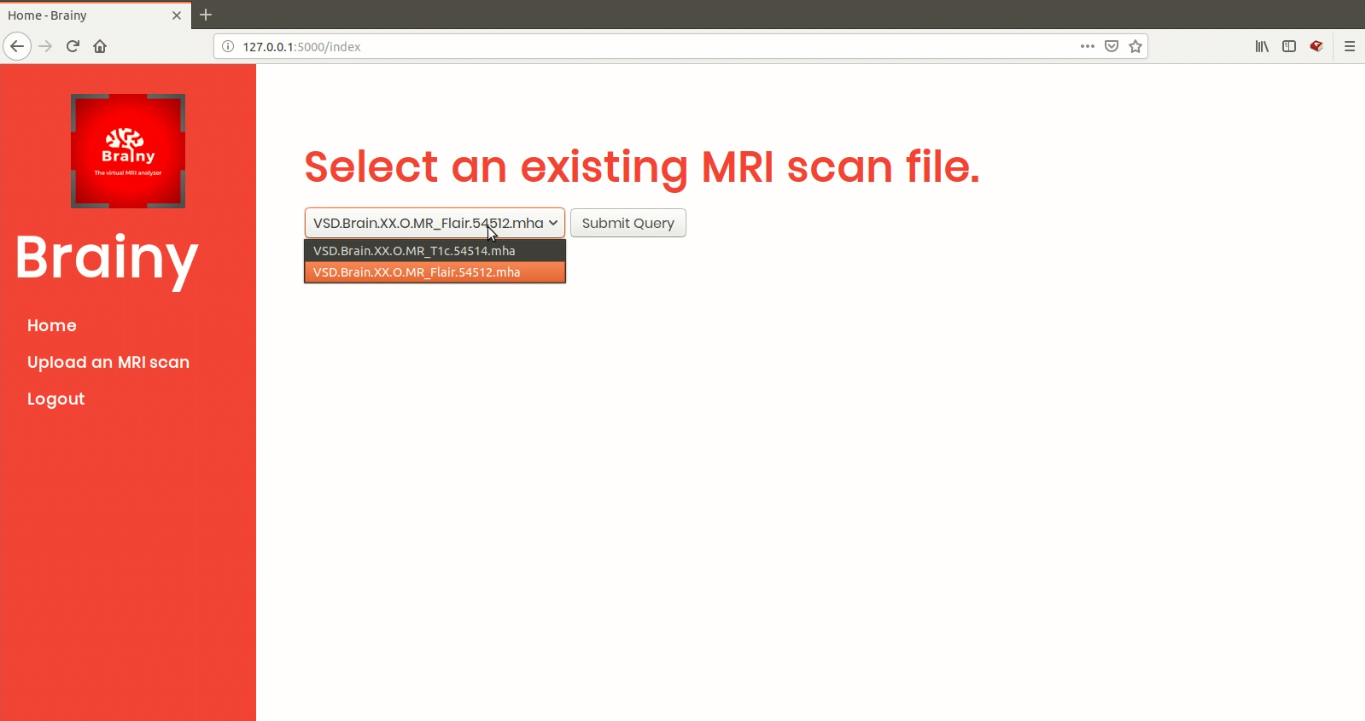 Home - Brainy
127.0.0.1:5000/index
Brainy
The virtual MRI analyzer
Brainy
Home
Upload an MRI scan
Logout
Select an existing MRI scan file.
VSD.Brain.XX.O.MR_Flair.54512.mha
Submit Query
VSD.Brain.XX.O.MR_T1c.54514.mha
VSD.Brain.XX.O.MR_Flair.54512.mha